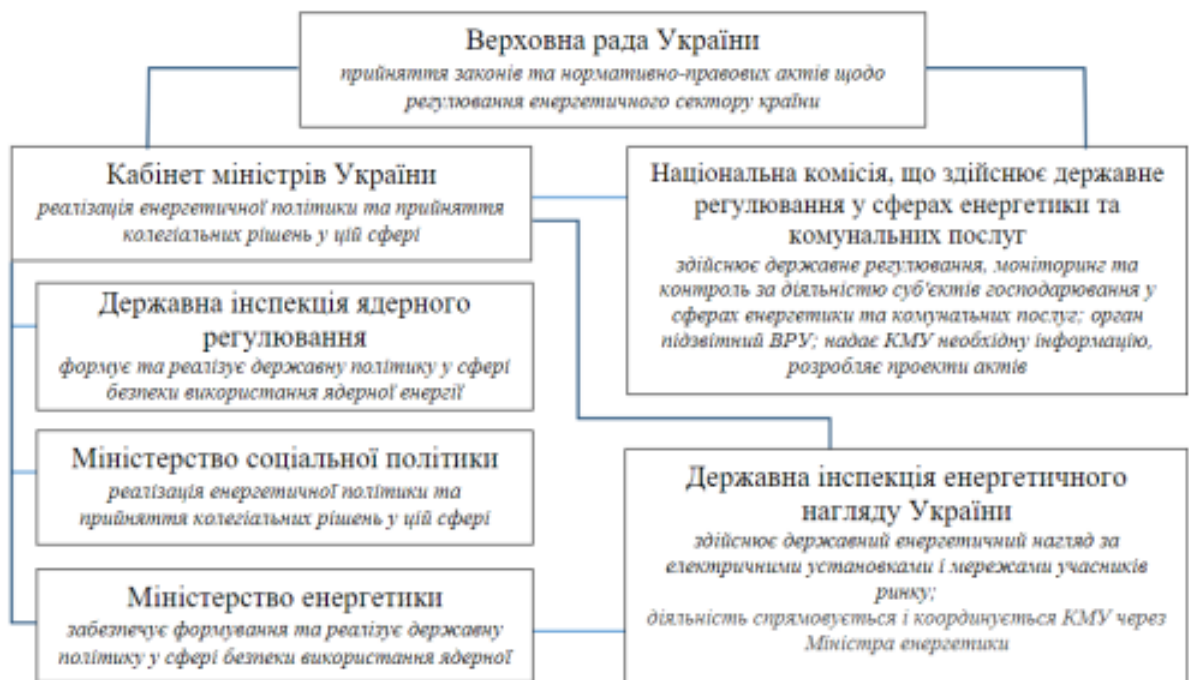 Верховна рада України
прийняття законів та нормативно-правових актів щодо
регулювання енергетичного сектору країни
Кабінет міністрів України
реалізація енергетичної політики та прийняття
колегіальних рішень у цій сфері
Національна комісія, що здійснює державне
регулювання у сферах енергетики та
комунальних послуг
здійснює державне регулювання, моніторинг та
контроль за діяльністю суб'єктів господарювання у
сферах енергетики та комунальних послуг; орган
підзвітний ВРУ; надає КМУ необхідну інформацію,
розробляє проекти актів
Державна інспекція ядерного
регулювання
формує та реалізує державну політику у сфері
безпеки використання ядерної енергії
Міністерство соціальної політики
реалізація енергетичної політики та
прийняття колегіальних рішень у цій сфері
Державна інспекція енергетичного
нагляду України
здійснює державний енергетичний нагляд за
електричними установками і мережами учасників
ринку;
діяльність спрямовується і координується КМУ через
Міністра енергетики
Міністерство енергетики
забезпечує формування та реалізує державну
політику у сфері безпеки використання ядерної